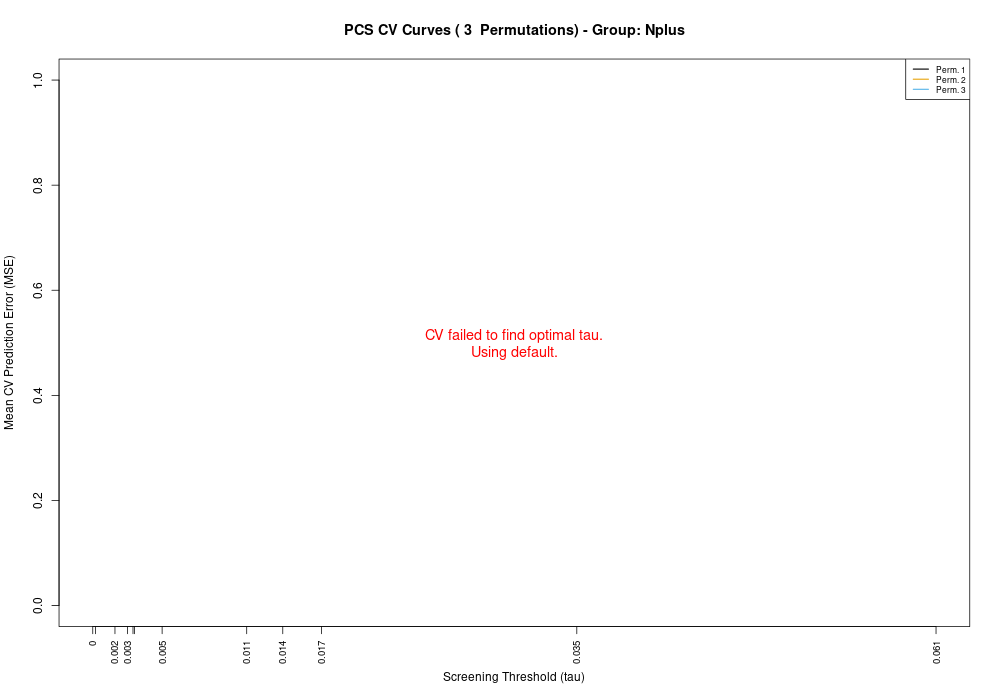 PCS CV Curves ( 3  Permutations) - Group: Nplus
Perm. 1
Perm. 2
Perm. 3
Mean CV Prediction Error (MSE)
1.0
0.8
0.6
0.4
0.2
0.0
CV failed to find optimal tau.
Using default.
0 0.002 0.003 0.005 0.011 0.014 0.017 0.035 0.061
Screening Threshold (tau)